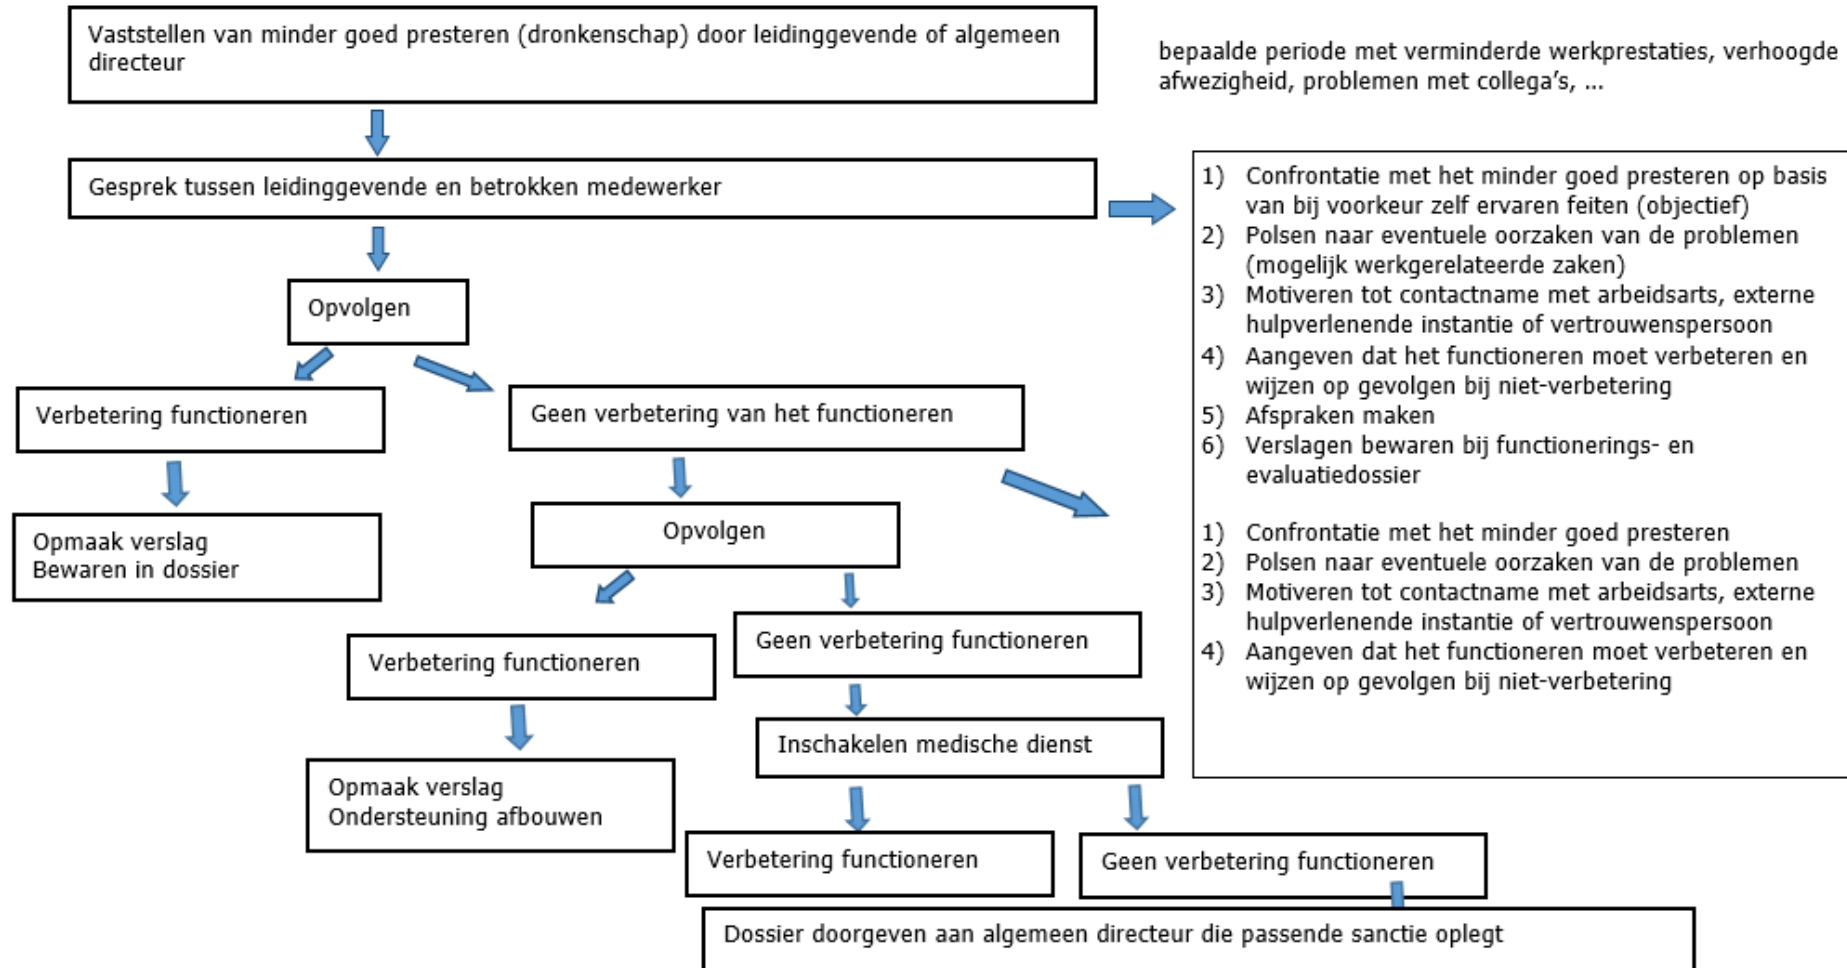 Vaststellen van minder goed presteren (dronkenschap) door leidinggevende of algemeen
directeur
bepaalde periode met verminderde werkprestaties, verhoogde
afwezigheid, problemen met collega's, ...
Gesprek tussen leidinggevende en betrokken medewerker
1) Confrontatie met het minder goed presteren op basis
van bij voorkeur zelf ervaren feiten (objectief)
2) Polsen naar eventuele oorzaken van de problemen
(mogelijk werkgerelateerde zaken)
3) Motiveren tot contactname met arbeidsarts, externe
hulpverlenende instantie of vertrouwenspersoon
4) Aangeven dat het functioneren moet verbeteren en
wijzen op gevolgen bij niet-verbetering
5) Afspraken maken
6) Verslagen bewaren bij functionerings- en
evaluatiedossier
Opvolgen
Verbetering functioneren
Geen verbetering van het functioneren
Opmaak verslag
Bewaren in dossier
Opvolgen
1) Confrontatie met het minder goed presteren
2) Polsen naar eventuele oorzaken van de problemen
3) Motiveren tot contactname met arbeidsarts, externe
hulpverlenende instantie of vertrouwenspersoon
4) Aangeven dat het functioneren moet verbeteren en
wijzen op gevolgen bij niet-verbetering
Verbetering functioneren
Geen verbetering functioneren
Opmaak verslag
Ondersteuning afbouwen
Inschakelen medische dienst
Verbetering functioneren
Geen verbetering functioneren
Dossier doorgeven aan algemeen directeur die passende sanctie oplegt